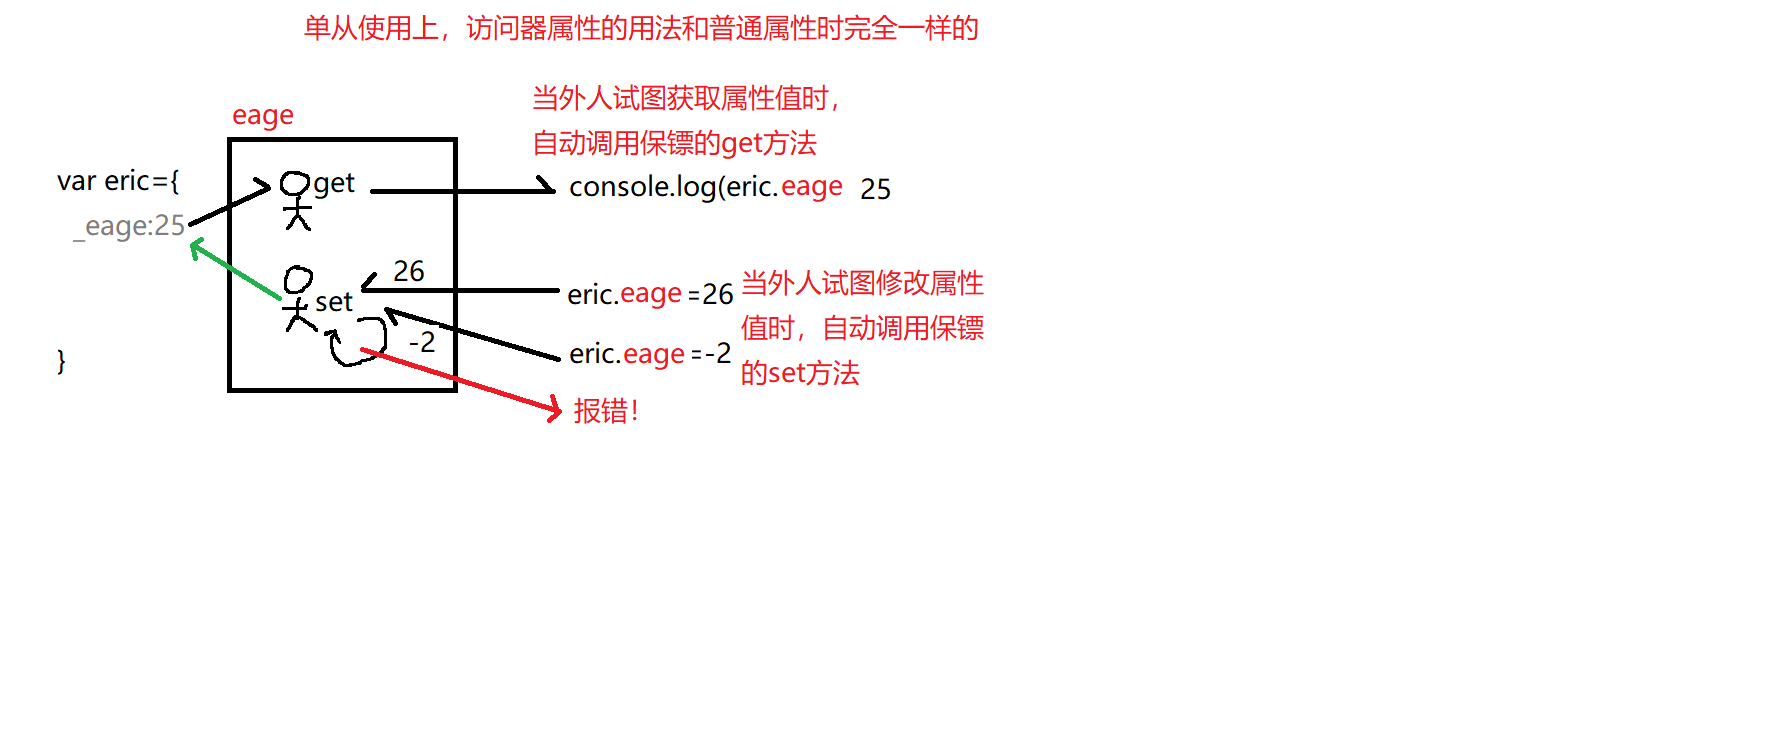 单从使用上，访问器属性的用法和普通属性时完全一样的
当外人试图获取属性值时，
自动调用保镖的get方法
eage
var eric={
get
console.log(eric.eage 25
_eage:25
26
set
eric.eage=26
当外人试图修改属性
值时，自动调用保镖
的set方法
-2
eric.eage=-2
}
报错！